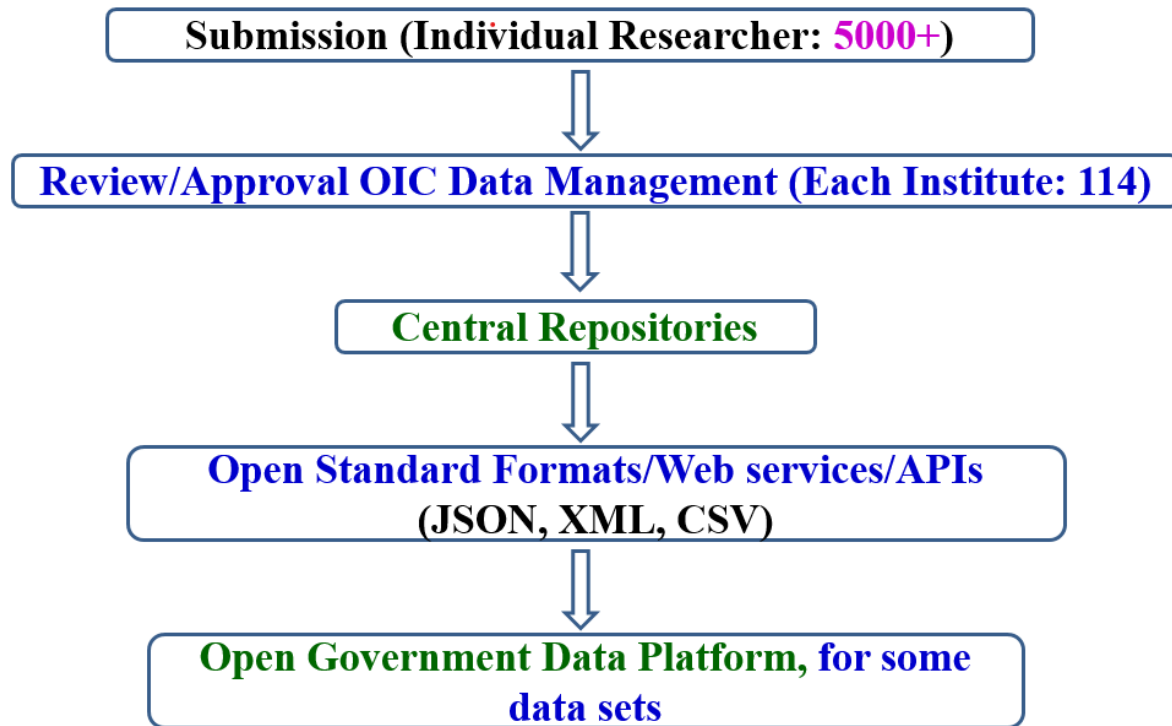 Submission (Individual Researcher: 5000+)
Review/Approval OIC Data Management (Each Institute: 114)
Central Repositories
Open Standard Formats/Web services/APIs
(JSON, XML, CSV)
Open Government Data Platform, for some
data sets